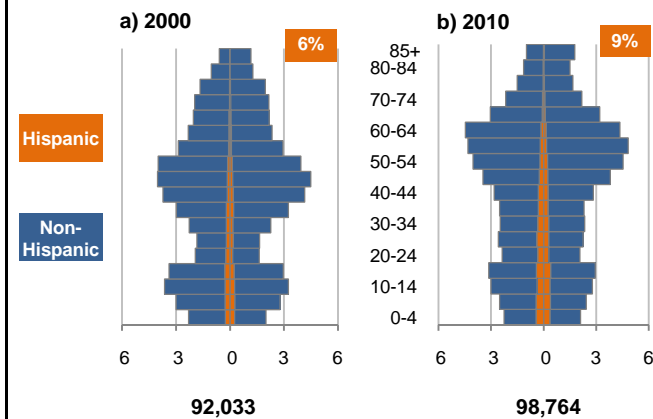 a) 2000
6%
b) 2010
9%
Hispanic
Non-
Hispanic
85+
80-84
70-74
60-64
50-54
40-44
30-34
20-24
10-14
0-4
6 3 0 3 6
6 3 0 3 6
92,033
98,764